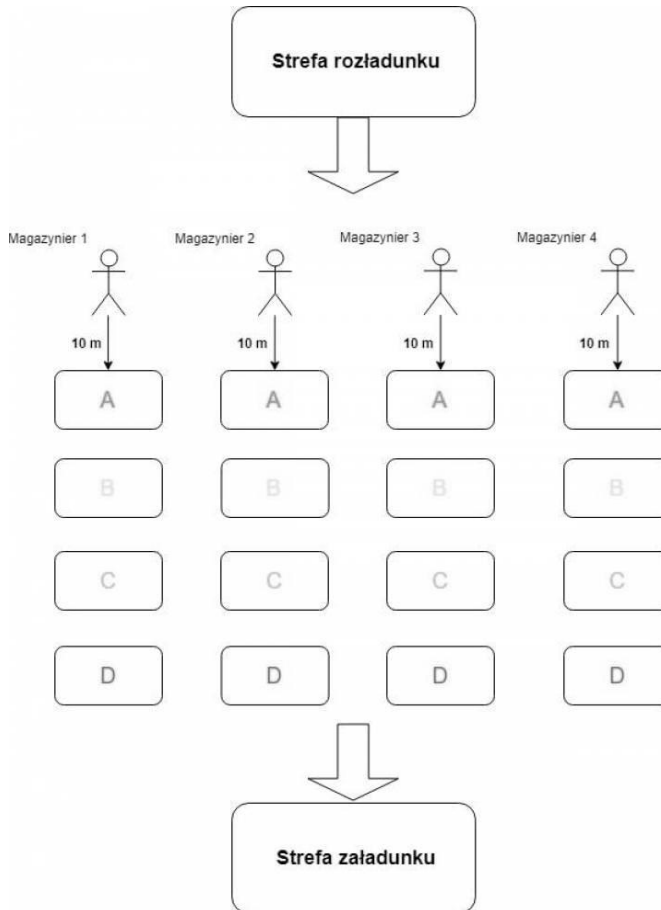 Strefa rozładunku
Magazynier 1 Magazynier 2 Magazynier 3 Magazynier 4
10 m 10 m 10 m 10 m
A A A A
B B B B
C C C C
D D D D
Strefa załadunku